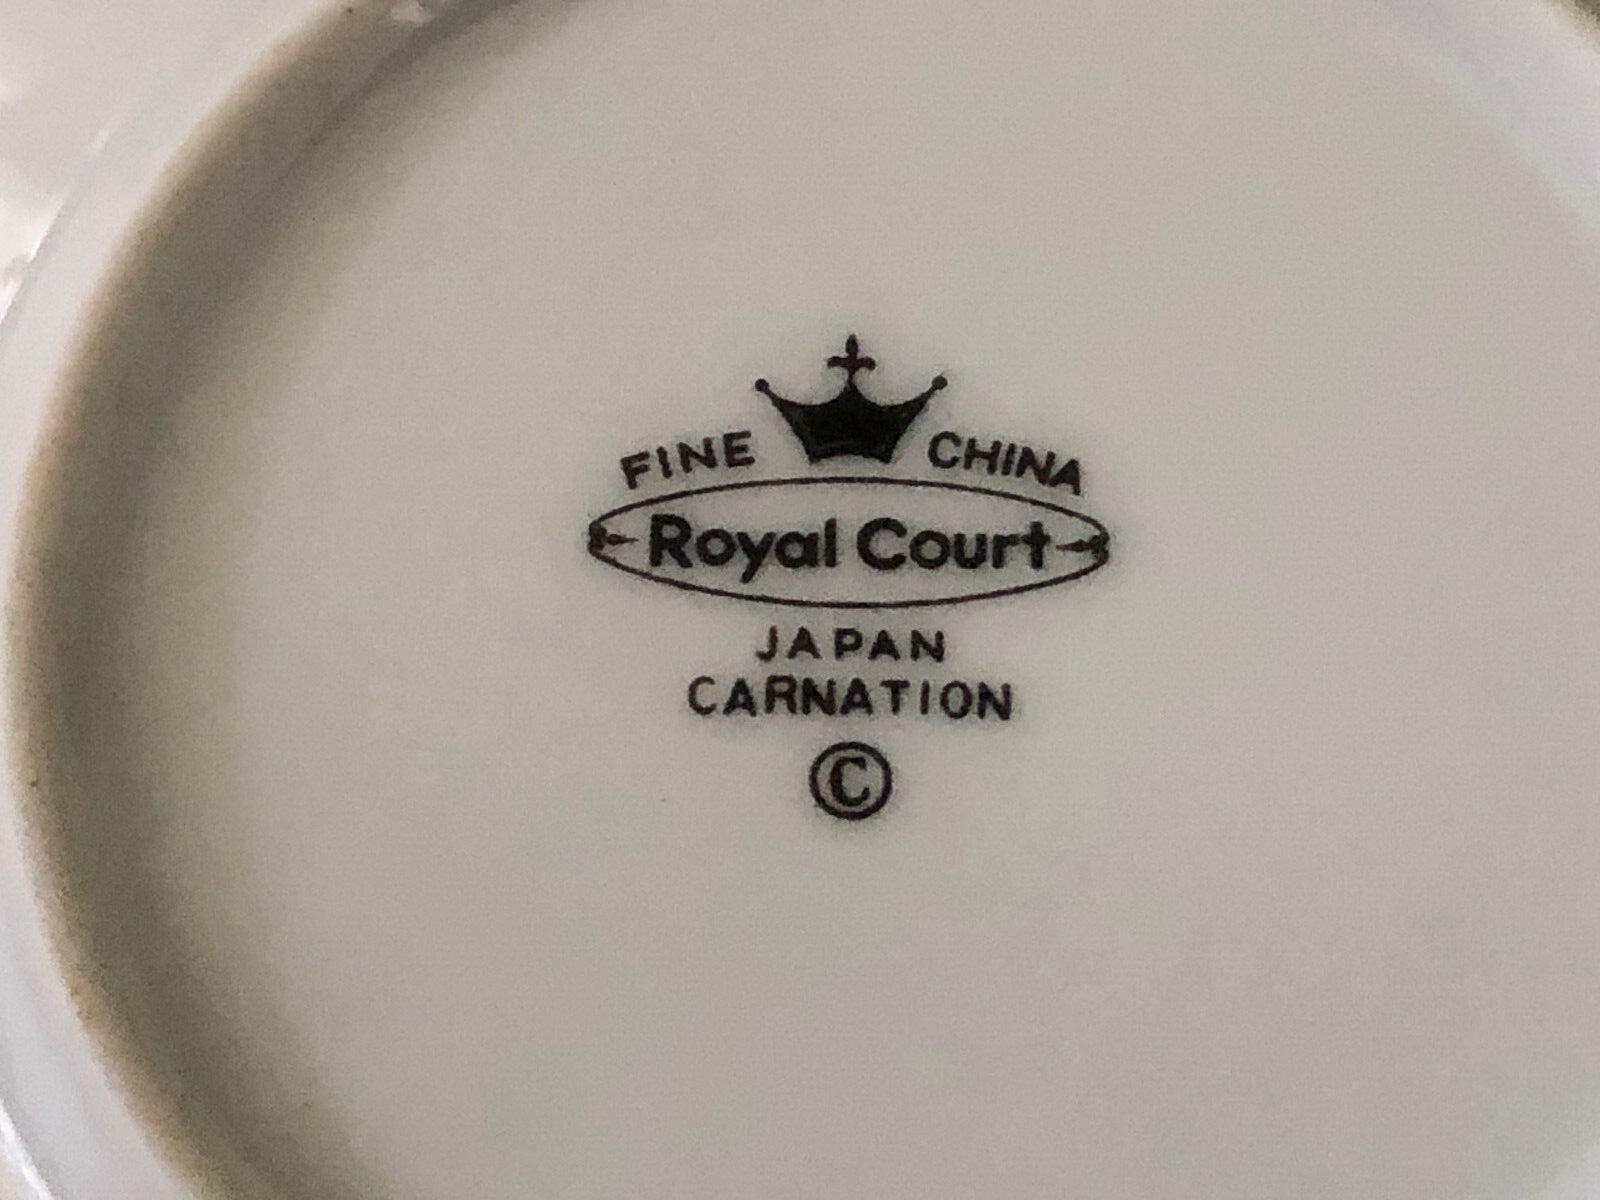 FINE CHINA
Royal Court
JAPAN
CARNATION
©